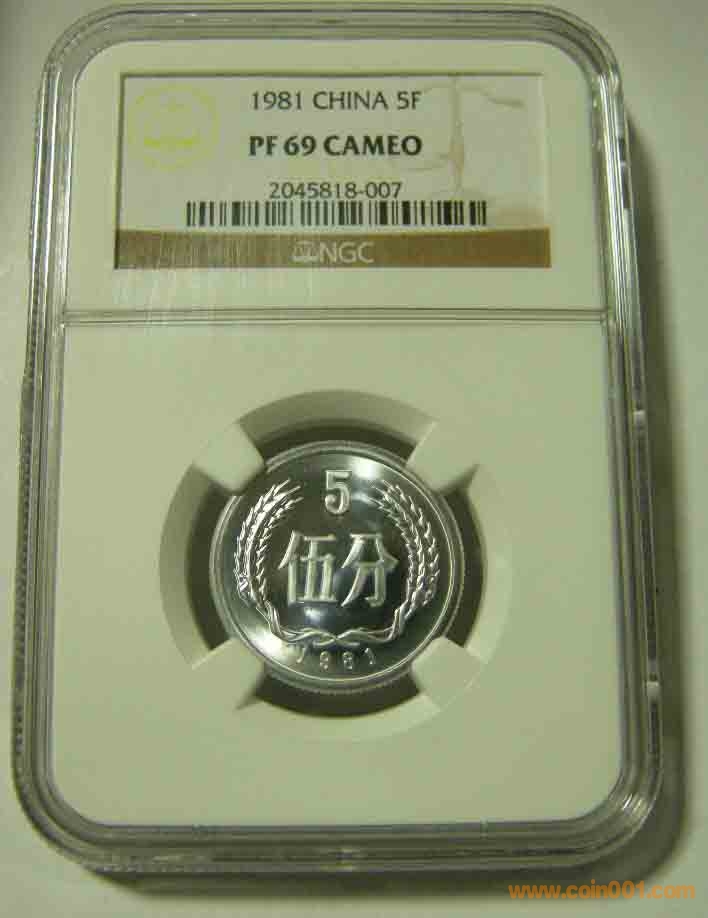 1981 CHINA 5F
PF 69 CAMEO
2045818-007
NGC
5
伍分
1981
www.coin001.com